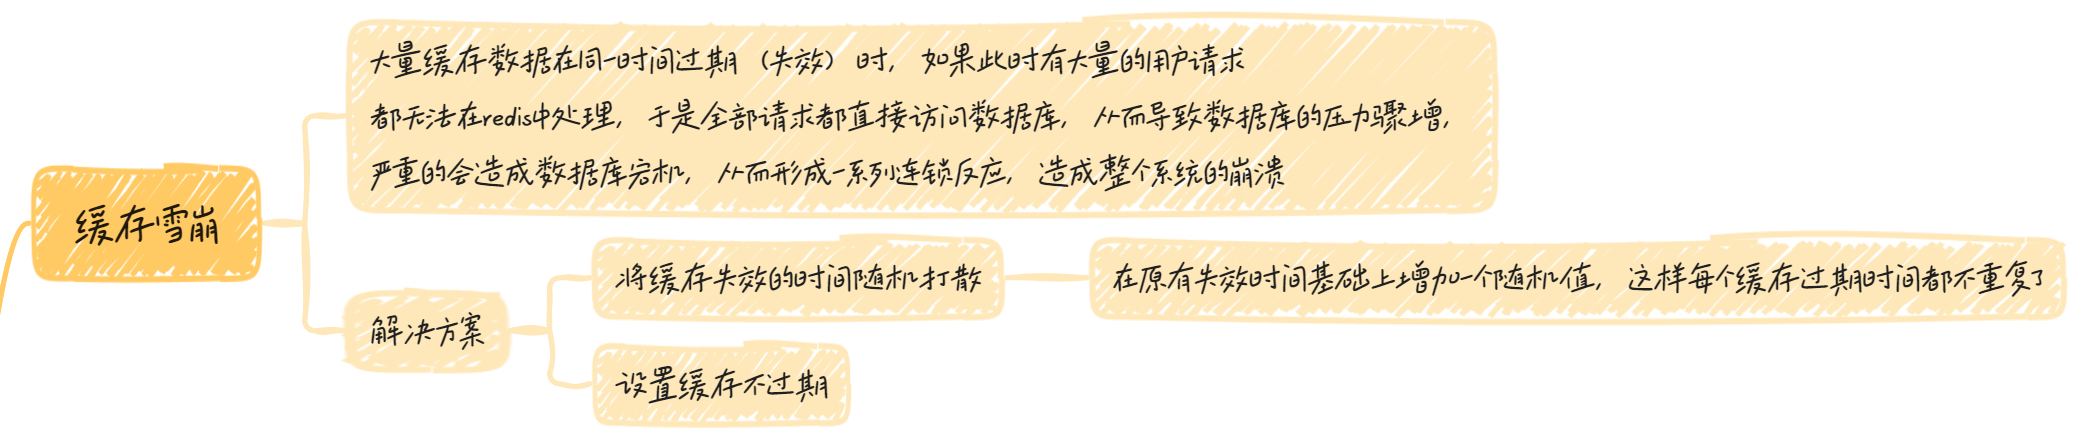 缓存雪崩
大量缓存数据在同一时间过期（失效）时，如果此时有大量的用户请求
都无法在redis中处理，于是全部请求都直接访问数据库，从而导致数据库的压力骤增，
严重的会造成数据库宕机，从而形成一系列连锁反应，造成整个系统的崩溃
解决方案
将缓存失效的时间随机打散
在原有失效时间基础上增加一个随机值，这样每个缓存过期时间都不重复了
设置缓存不过期